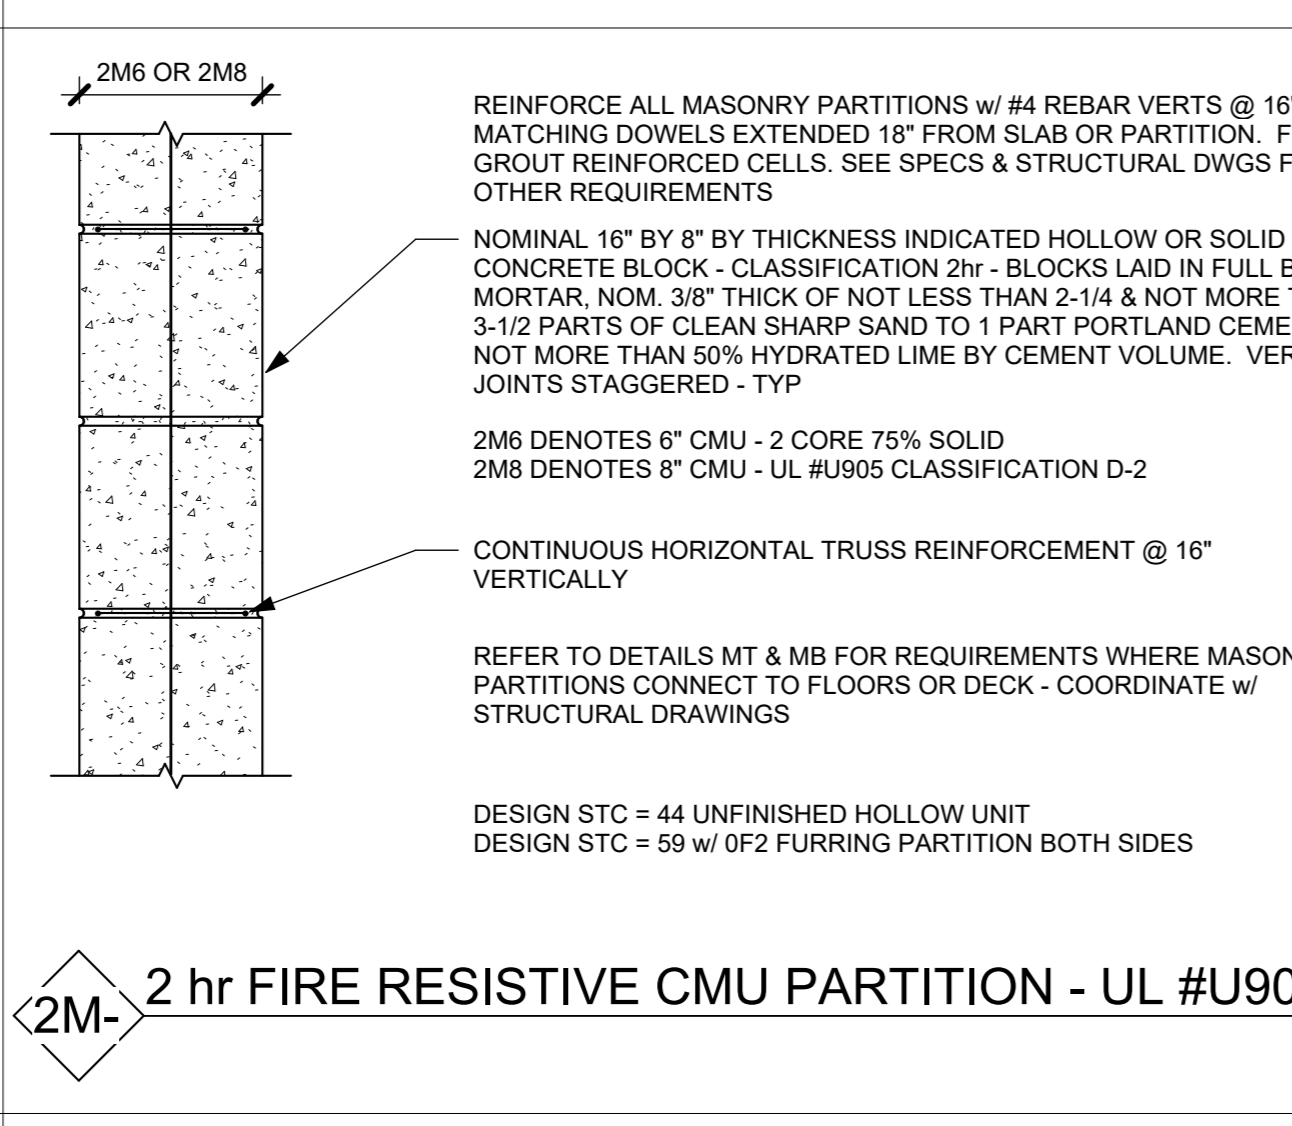 2M6 OR 2M8
REINFORCE ALL MASONRY PARTITIONS w/ #4 REBAR VERTS @ 16"
MATCHING DOWELS EXTENDED 18" FROM SLAB OR PARTITION.
GROUT REINFORCED CELLS. SEE SPECS & STRUCTURAL DWGS
OTHER REQUIREMENTS
NOMINAL 16" BY 8" BY THICKNESS INDICATED HOLLOW OR SOLID
CONCRETE BLOCK - CLASSIFICATION 2hr - BLOCKS LAID IN FULL
MORTAR, NOM. 3/8" THICK OF NOT LESS THAN 2-1/4 & NOT MORE
3-1/2 PARTS OF CLEAN SHARP SAND TO 1 PART PORTLAND CEME
NOT MORE THAN 50% HYDRATED LIME BY CEMENT VOLUME. VER
JOINTS STAGGERED - TYP
2M6 DENOTES 6" CMU - 2 CORE 75% SOLID
2M8 DENOTES 8" CMU - UL #U905 CLASSIFICATION D-2
CONTINUOUS HORIZONTAL TRUSS REINFORCEMENT @ 16"
VERTICALLY
REFER TO DETAILS MT & MB FOR REQUIREMENTS WHERE MASON
PARTITIONS CONNECT TO FLOORS OR DECK - COORDINATE w/
STRUCTURAL DRAWINGS
DESIGN STC = 44 UNFINISHED HOLLOW UNIT
DESIGN STC = 59 w/ 0F2 FURRING PARTITION BOTH SIDES
2M-
2 hr FIRE RESISTIVE CMU PARTITION - UL #U90